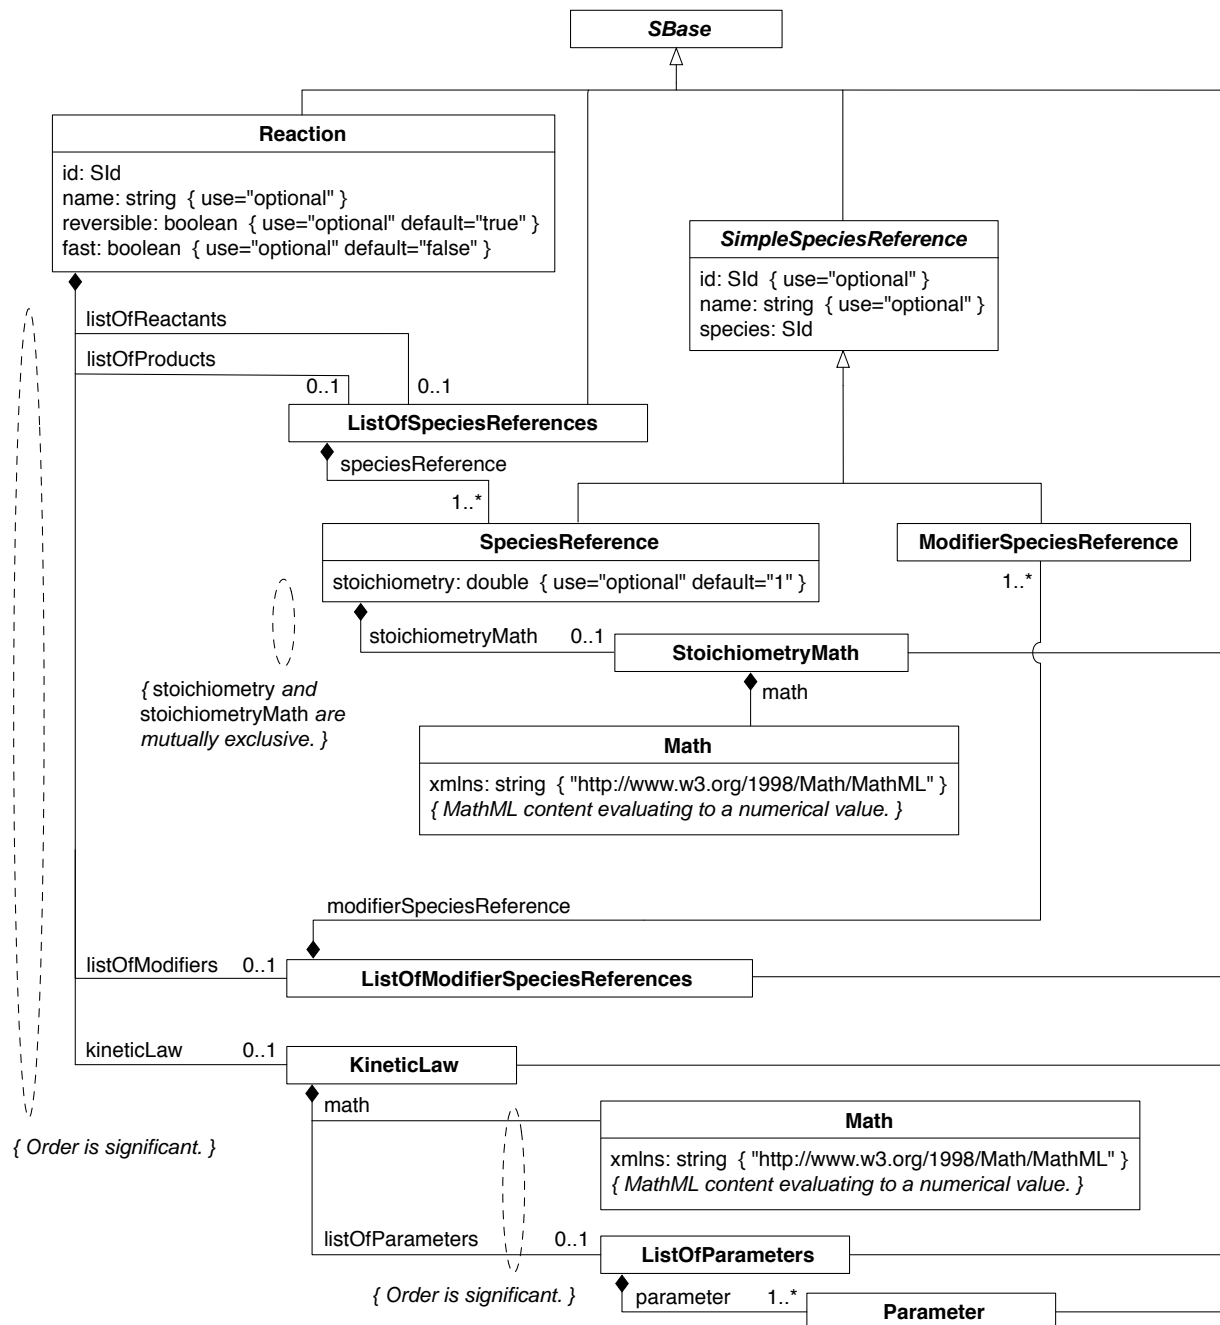 SBase
Reaction
id: SId
name: string { use="optional" }
reversible: boolean { use="optional" default="true" }
fast: boolean { use="optional" default="false" }
SimpleSpeciesReference
id: SId { use="optional" }
name: string { use="optional" }
species: SId
listOfReactants
listOfProducts
0..1
0..1
ListOfSpeciesReferences
speciesReference
1..*
SpeciesReference
stoichiometry: double { use="optional" default="1" }
ModifierSpeciesReference
1..*
stoichiometryMath
0..1
StoichiometryMath
math
{ stoichiometry and
stoichiometryMath are
mutually exclusive. }
Math
xmlns: string { "http://www.w3.org/1998/Math/MathML" }
{ MathML content evaluating to a numerical value. }
modifierSpeciesReference
listOfModifiers
0..1
ListOfModifierSpeciesReferences
kineticLaw
0..1
KineticLaw
math
{ Order is significant. }
Math
xmlns: string { "http://www.w3.org/1998/Math/MathML" }
{ MathML content evaluating to a numerical value. }
listOfParameters
0..1
ListOfParameters
{ Order is significant. }
parameter
1..*
Parameter